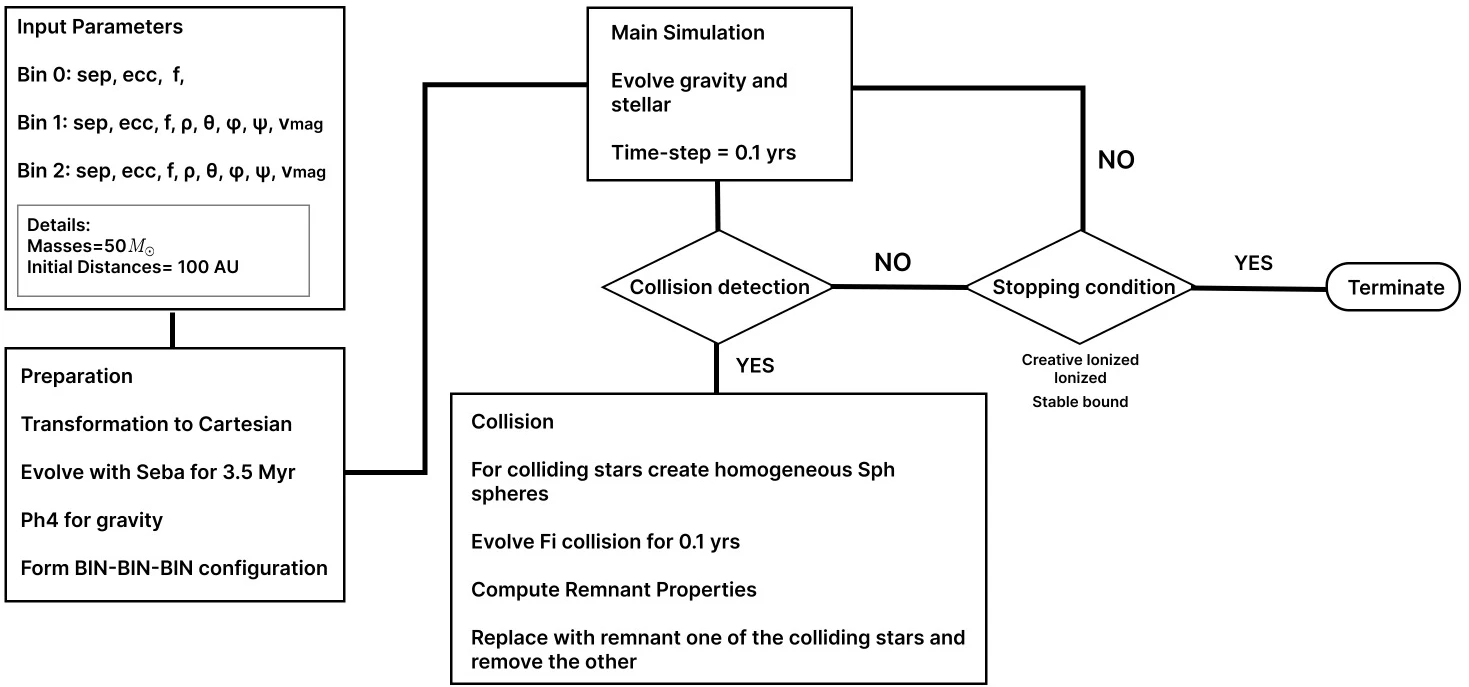 Input Parameters
Bin 0: sep, ecc, f,
Bin 1: sep, ecc, f, ρ, θ, φ, ψ, vmag
Bin 2: sep, ecc, f, ρ, θ, φ, ψ, vmag
Details:
Masses=50M☉
Initial Distances= 100 AU
Preparation
Transformation to Cartesian
Evolve with Seba for 3.5 Myr
Ph4 for gravity
Form BIN-BIN-BIN configuration
Main Simulation
Evolve gravity and
stellar
Time-step = 0.1 yrs
NO
Collision detection
NO
Stopping condition
YES
Terminate
Creative Ionized
Ionized
Stable bound
YES
Collision
For colliding stars create homogeneous Sph
spheres
Evolve Fi collision for 0.1 yrs
Compute Remnant Properties
Replace with remnant one of the colliding stars and
remove the other